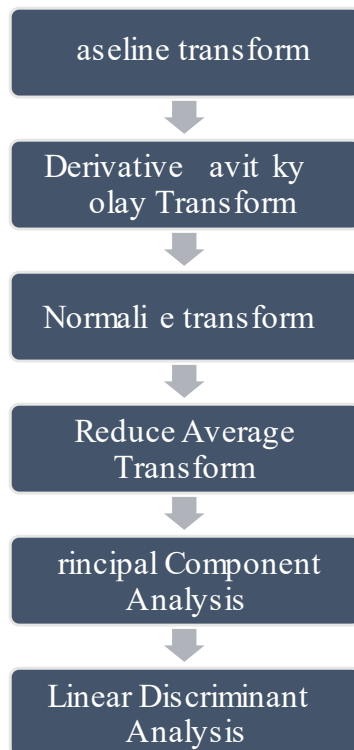 aseline transform
Derivative avit ky
olay Transform
Normali e transform
Reduce Average
Transform
rincipal Component
Analysis
Linear Discriminant
Analysis